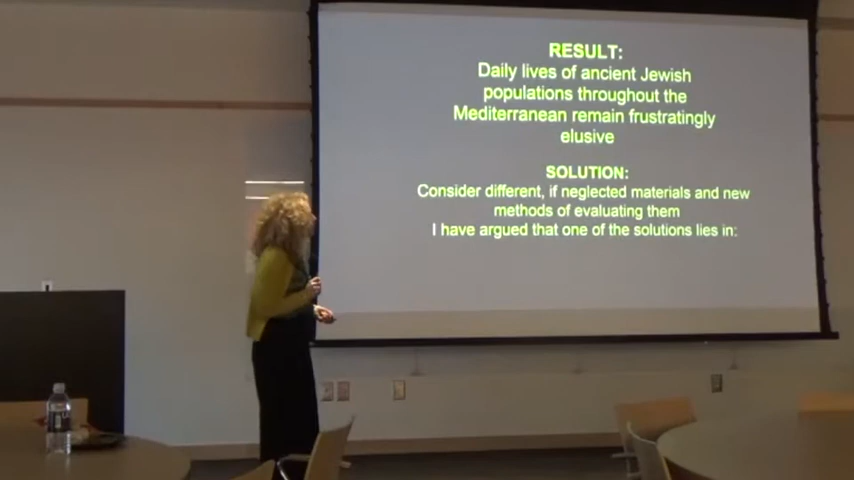 RESULT:
Daily lives of ancient Jewish
populations throughout the
Mediterranean remain frustratingly
elusive
SOLUTION:
Consider different, if neglected materials and new
methods of evaluating them
I have argued that one of the solutions lies in: